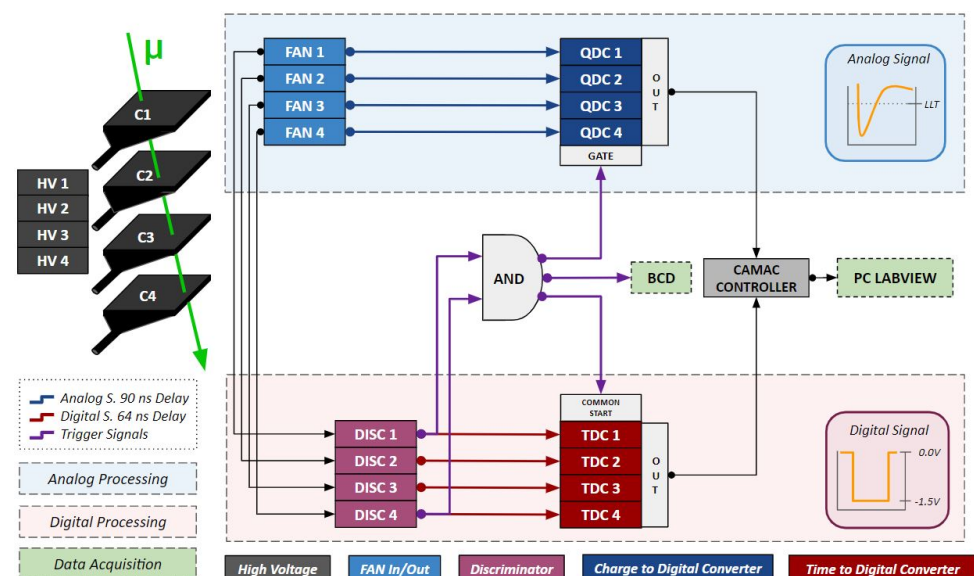 μ
C1
C2
C3
C4
HV 1
HV 2
HV 3
HV 4
Analog S. 90 ns Delay
Digital S. 64 ns Delay
Trigger Signals
Analog Processing
Digital Processing
Data Acquisition
FAN 1
FAN 2
FAN 3
FAN 4
QDC 1
QDC 2
QDC 3
QDC 4
OUT
GATE
Analog Signal
LLT
AND
BCD
CAMAC
CONTROLLER
PC LABVIEW
COMMON
START
DISC 1
DISC 2
DISC 3
DISC 4
TDC 1
TDC 2
TDC 3
TDC 4
OUT
Digital Signal
0.0V
-1.5V
High Voltage
FAN In/Out
Discriminator
Charge to Digital Converter
Time to Digital Converter